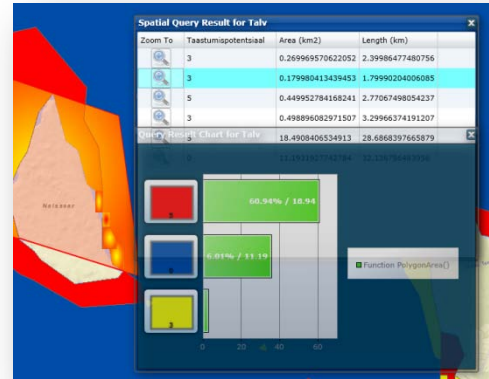 Spatial Query Result for Talv x
Zoom To Taastumispotentsiaal Area (km2) Length (km)
3 0.269969570622052 2.39986477480756
3 0.179980413439453 1.79990204006085
5 0.449952784168241 2.77067498054237
3 0.498896082971507 3.29966374191207
Query Result Chart for Talv x
18.4908406534913 28.6868397665879
60.94% / 18.94
5
6.01% / 11.19
Function PolygonArea()
3
0 20 40 60